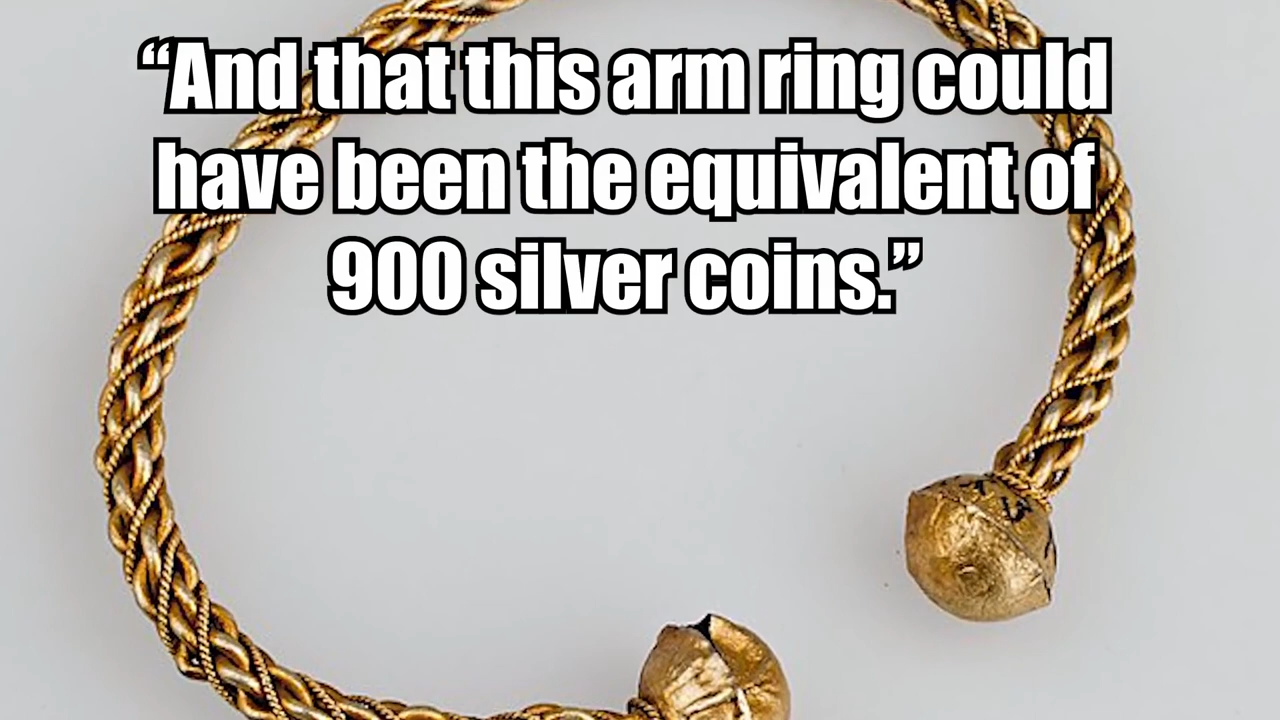 “And that this arm ring could
have been the equivalent of
900 silver coins.”